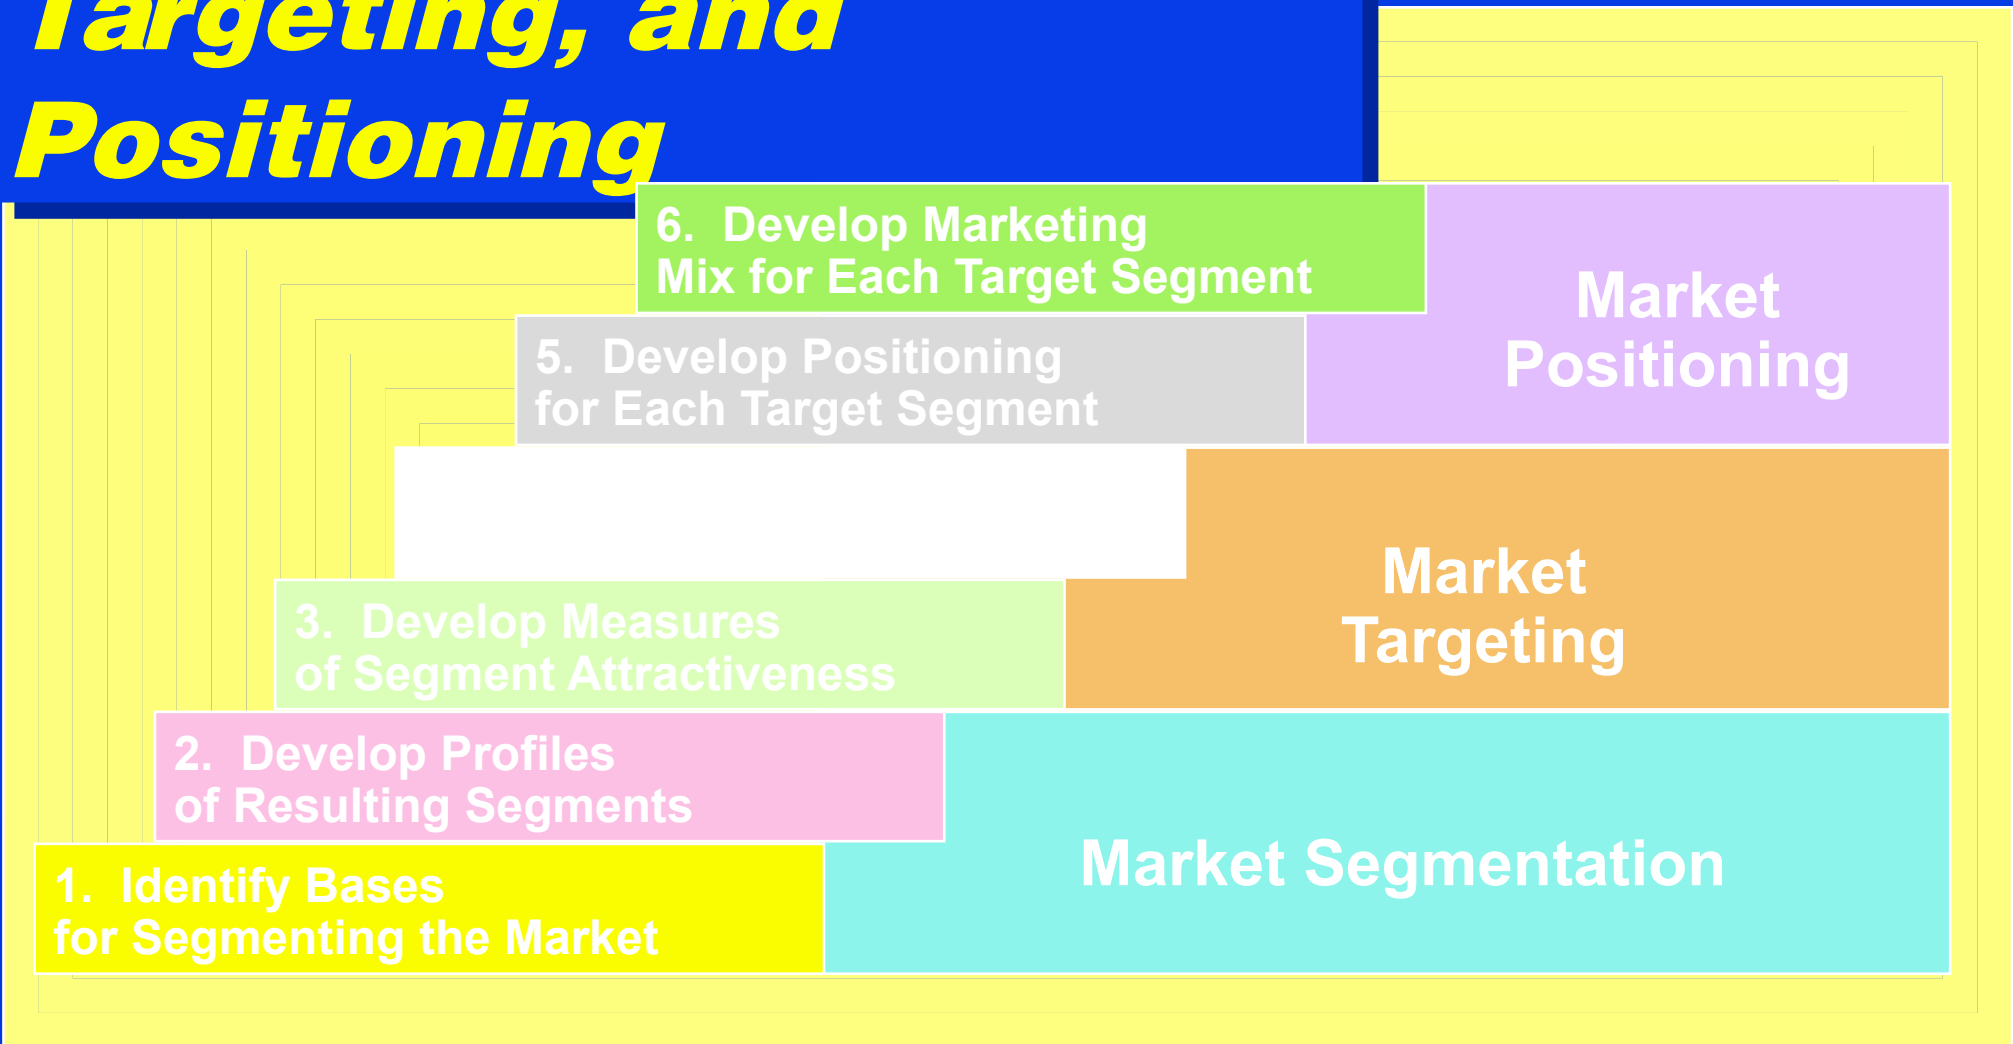 Targeting, and
Positioning
6.  Develop Marketing
Mix for Each Target Segment
Market
Positioning
5.  Develop Positioning
for Each Target Segment
Market
Targeting
3.  Develop Measures
of Segment Attractiveness
2.  Develop Profiles
of Resulting Segments
Market Segmentation
1.  Identify Bases
for Segmenting the Market